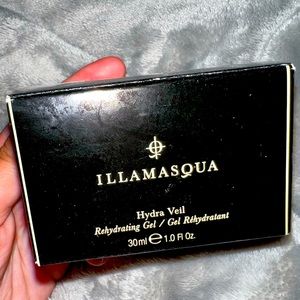 ILLAMASQUA
Hydra Veil
Rehydrating Gel / Gel Réhydratant
30ml ℮ 1.0 Fl Oz.